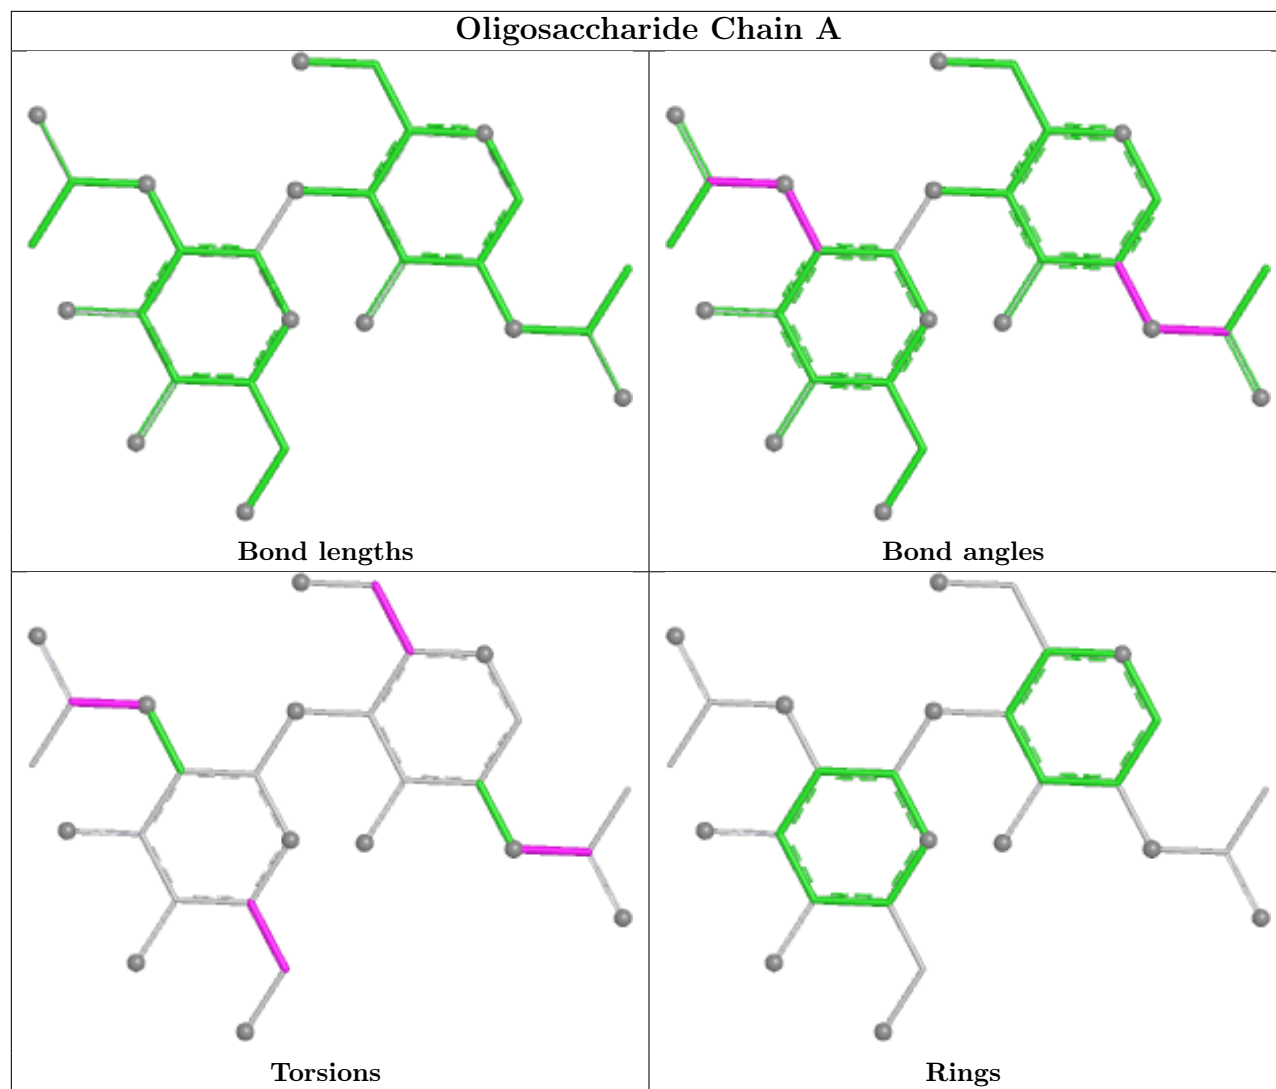 Oligosaccharide Chain A
Bond lengths
Bond angles
Torsions
Rings